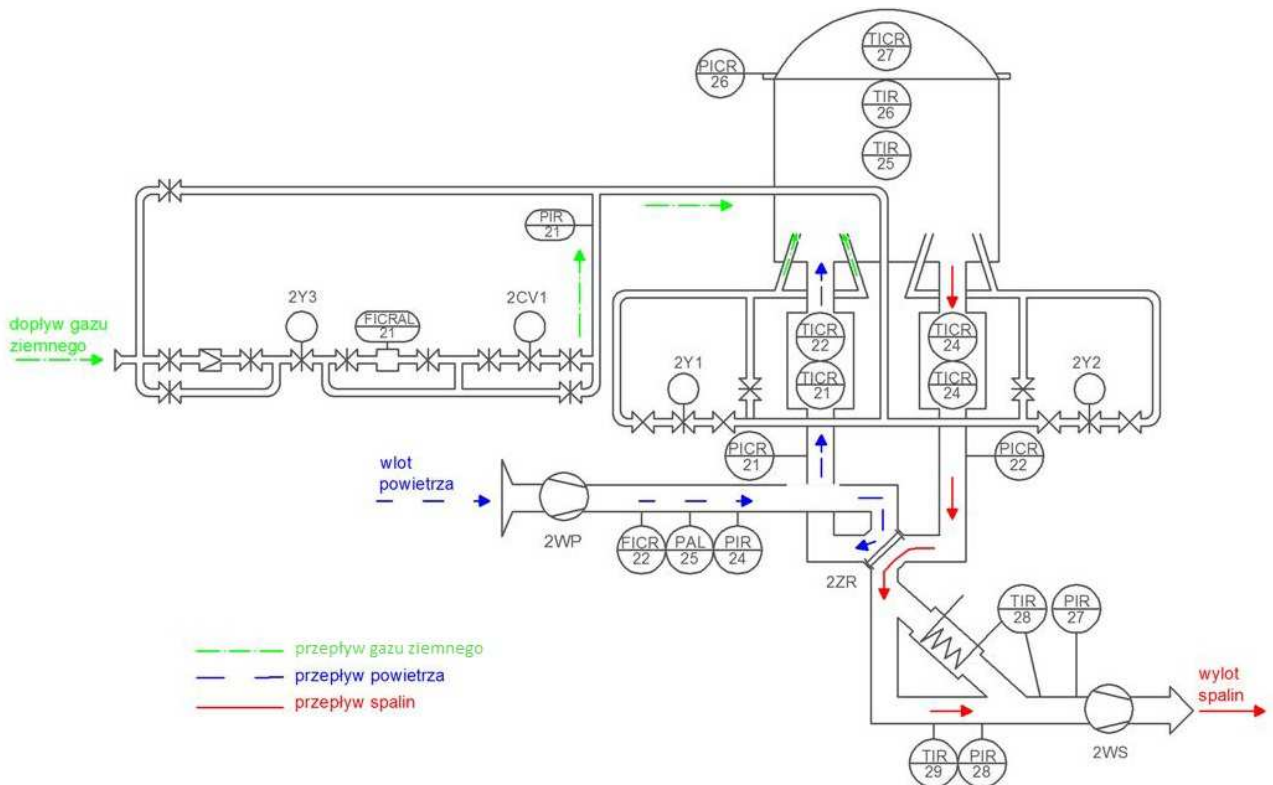 TICR
27
PICR
26
TIR
26
TIR
25
PIR
21
2Y3
FICRAL
21
2CV1
dopływ gazu
ziemnego
TICR
22
TICR
21
TICR
24
TICR
24
2Y1
2Y2
PICR
21
PICR
22
wlot
powietrza
2WP
FICR
22
PAL
25
PIR
24
2ZR
TIR
28
PIR
27
przepływ gazu ziemnego
przepływ powietrza
przepływ spalin
wylot
spalin
TIR
29
PIR
28
2WS